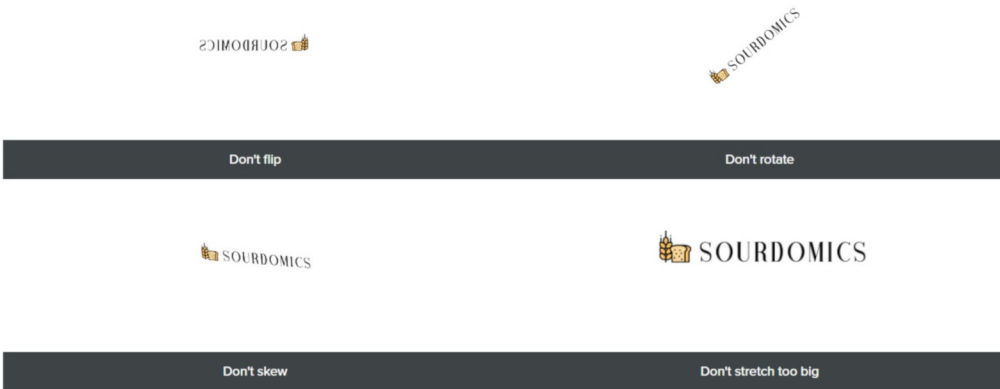 SOURDOMICS
SOURDOMICS
Don't flip
Don't rotate
SOURDOMICS
SOURDOMICS
Don't skew
Don't stretch too big